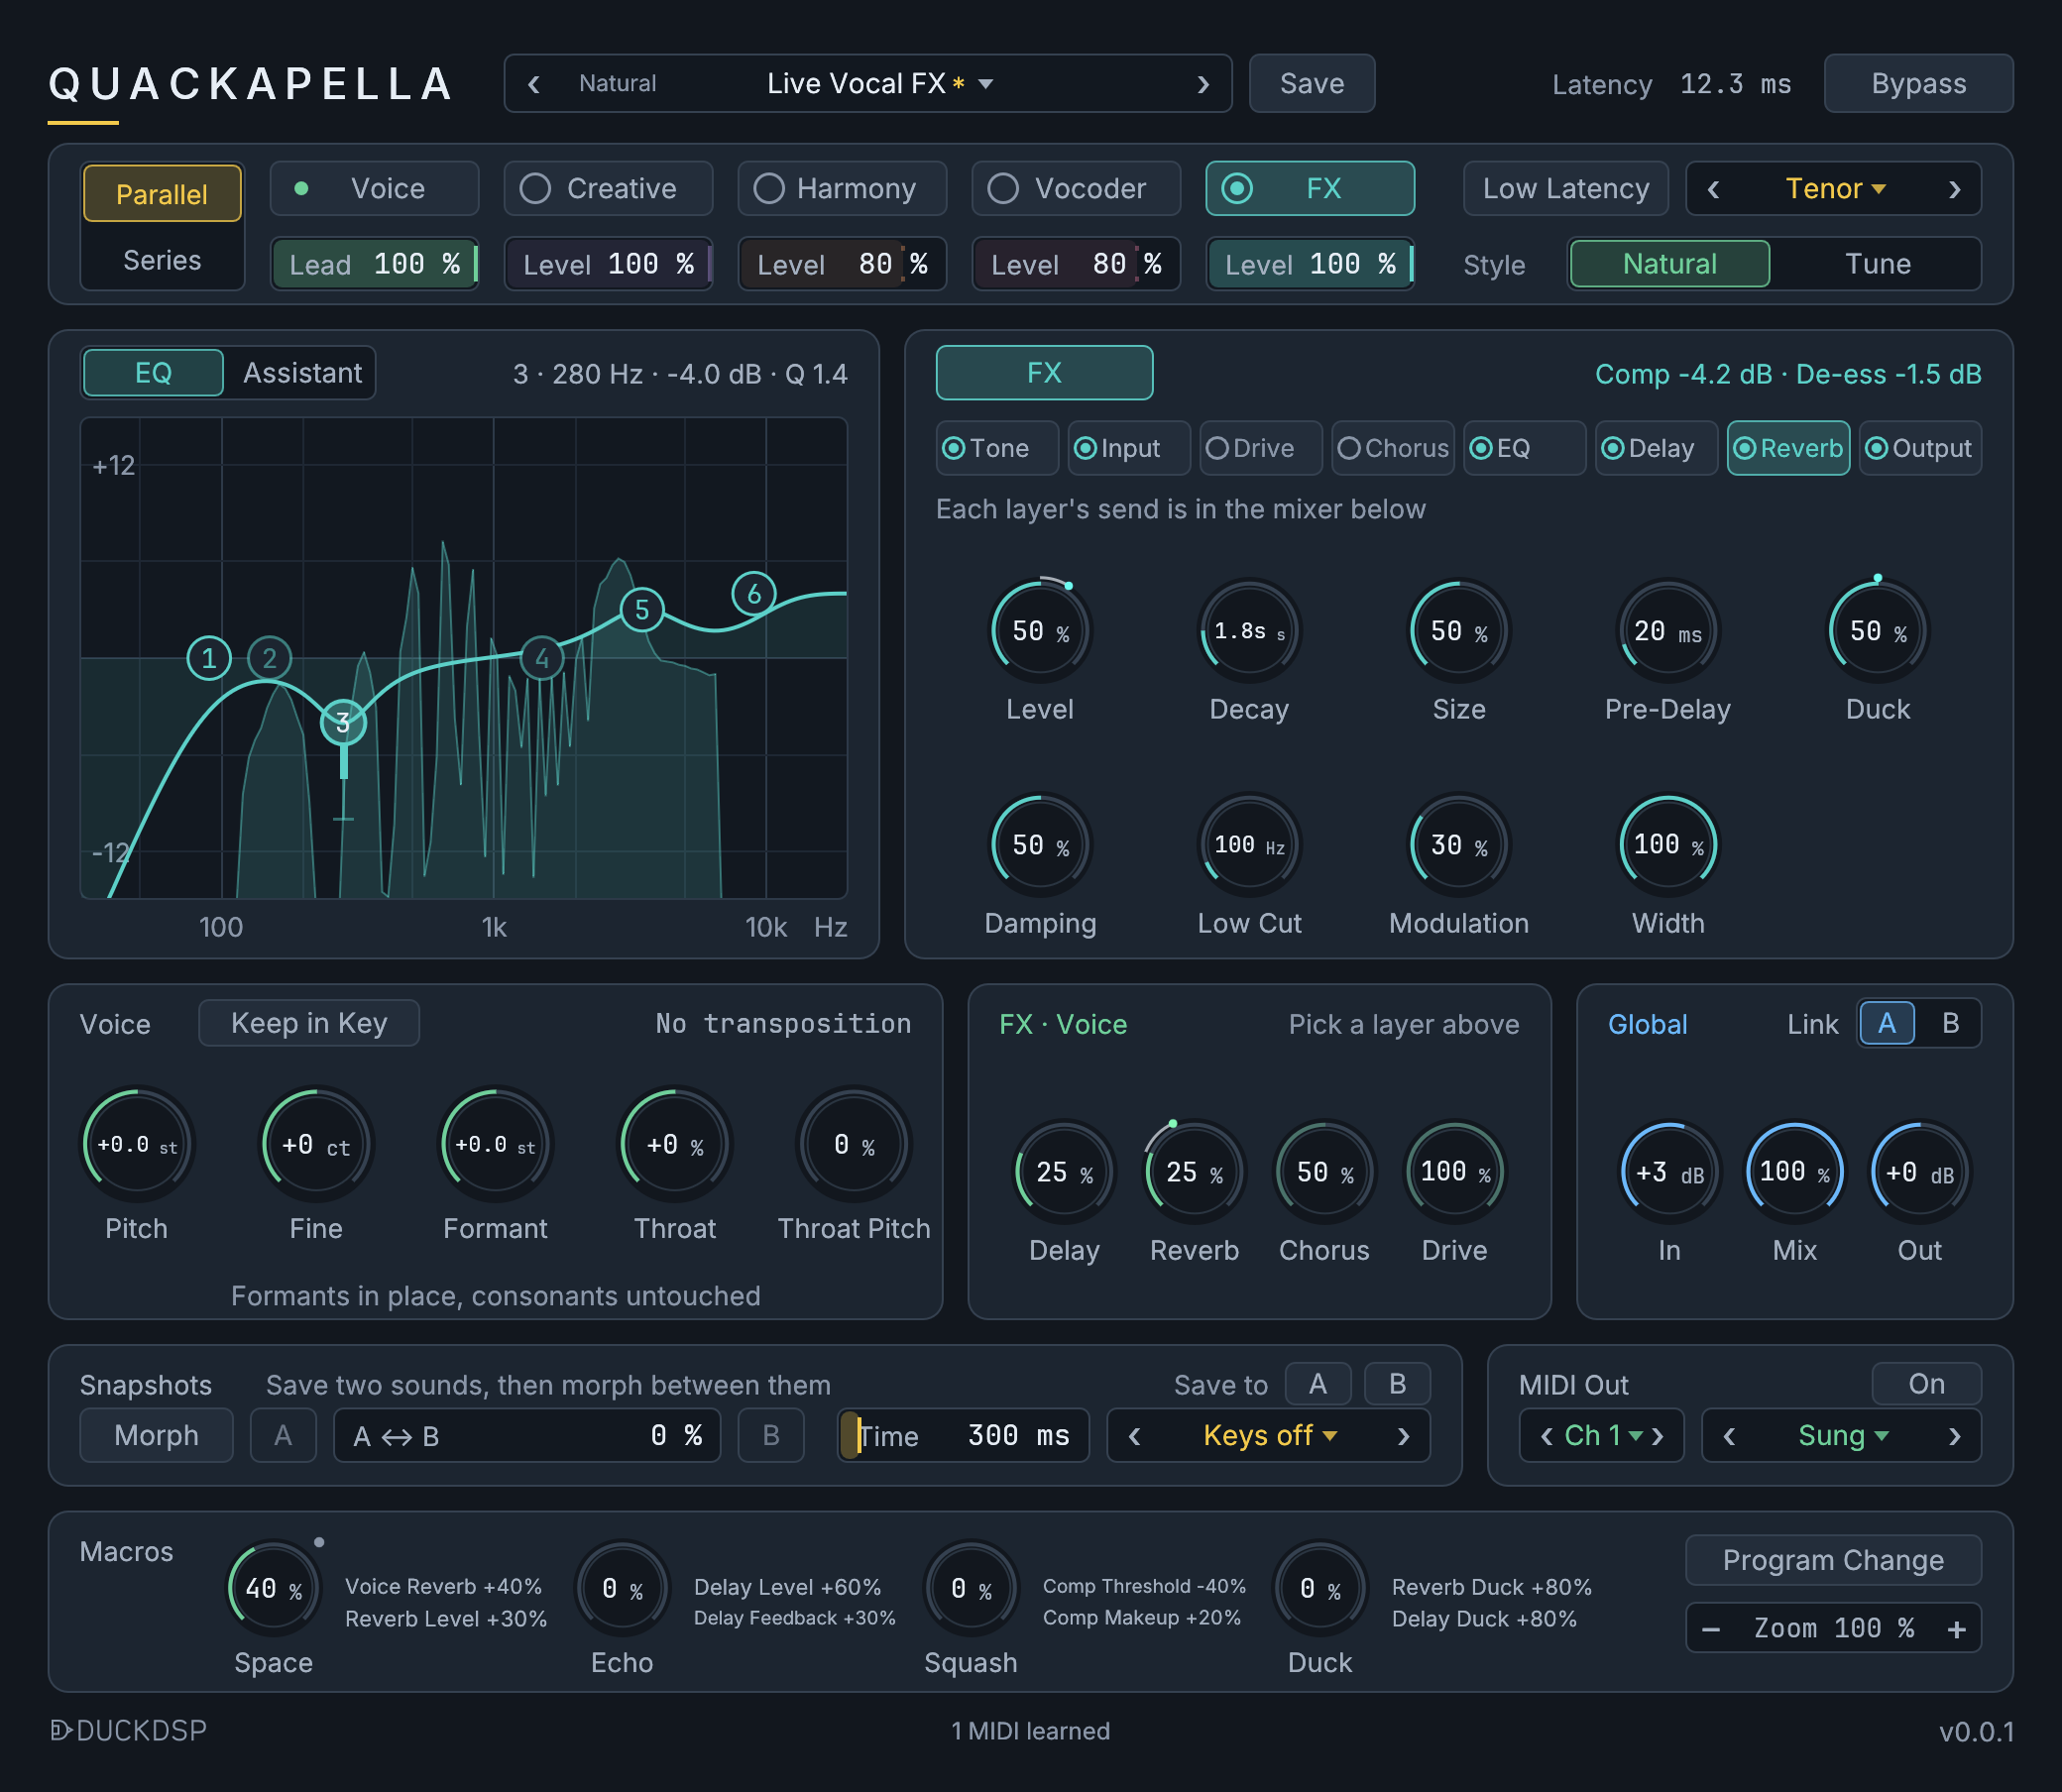 QUACKAPELLA
‹ Natural Live Vocal FX * ›
Save
Latency 12.3 ms
Bypass
Parallel
Voice
Creative
Harmony
Vocoder
FX
Low Latency
‹ Tenor ›
Series
Lead 100 %
Level 100 %
Level 80 %
Level 80 %
Level 100 %
Style
Natural
Tune
EQ
Assistant
3 · 280 Hz · -4.0 dB · Q 1.4
+12
1
2
3
4
5
6
-12
100
1k
10k
Hz
FX
Comp -4.2 dB · De-ess -1.5 dB
Tone
Input
Drive
Chorus
EQ
Delay
Reverb
Output
Each layer's send is in the mixer below
50 %
1.8s s
50 %
20 ms
50 %
Level
Decay
Size
Pre-Delay
Duck
50 %
100 Hz
30 %
100 %
Damping
Low Cut
Modulation
Width
Voice
Keep in Key
No transposition
+0.0 st
+0 ct
+0.0 st
+0 %
0 %
Pitch
Fine
Formant
Throat
Throat Pitch
Formants in place, consonants untouched
FX · Voice
Pick a layer above
25 %
25 %
50 %
100 %
Delay
Reverb
Chorus
Drive
Global
Link
A
B
+3 dB
100 %
+0 dB
In
Mix
Out
Snapshots
Save two sounds, then morph between them
Save to
A
B
Morph
A
A ↔ B 0 %
B
Time 300 ms
‹ Keys off ›
MIDI Out
On
‹ Ch 1 ›
‹ Sung ›
Macros
40 %
Space
Voice Reverb +40%
Reverb Level +30%
0 %
Echo
Delay Level +60%
Delay Feedback +30%
0 %
Squash
Comp Threshold -40%
Comp Makeup +20%
0 %
Duck
Reverb Duck +80%
Delay Duck +80%
Program Change
− Zoom 100 % +
DUCKDSP
1 MIDI learned
v0.0.1